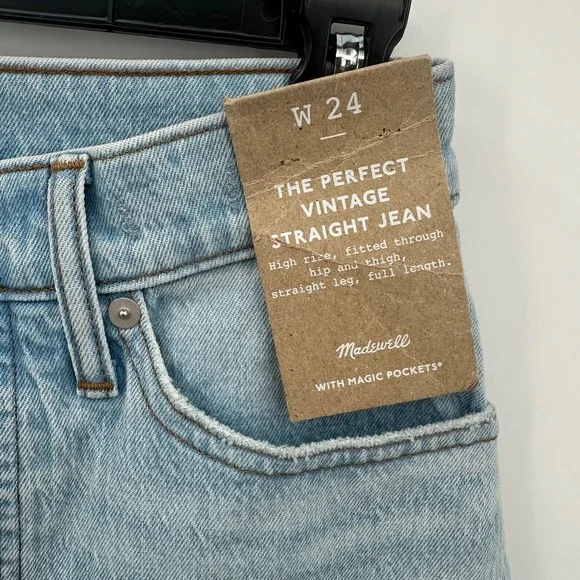 W 24
THE PERFECT
VINTAGE
STRAIGHT JEAN
High rise, fitted through
hip and thigh,
straight leg, full length.
Madewell
WITH MAGIC POCKETS®